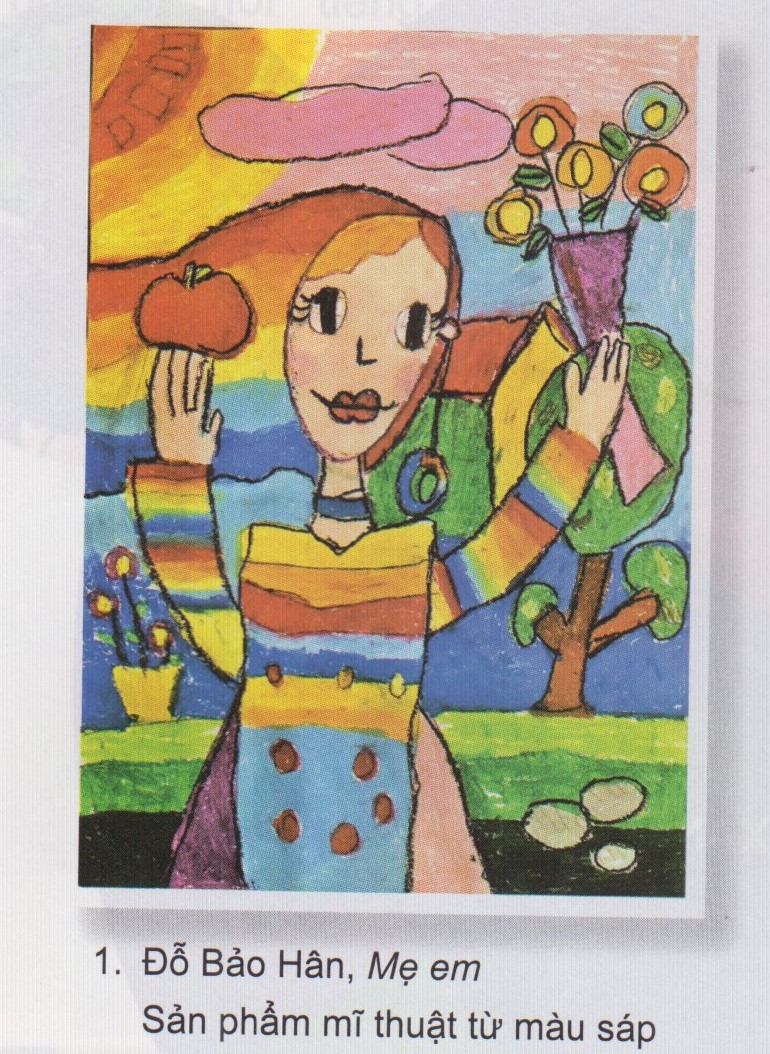 1. Đỗ Bảo Hân, Mẹ em
Sản phẩm mĩ thuật từ màu sáp